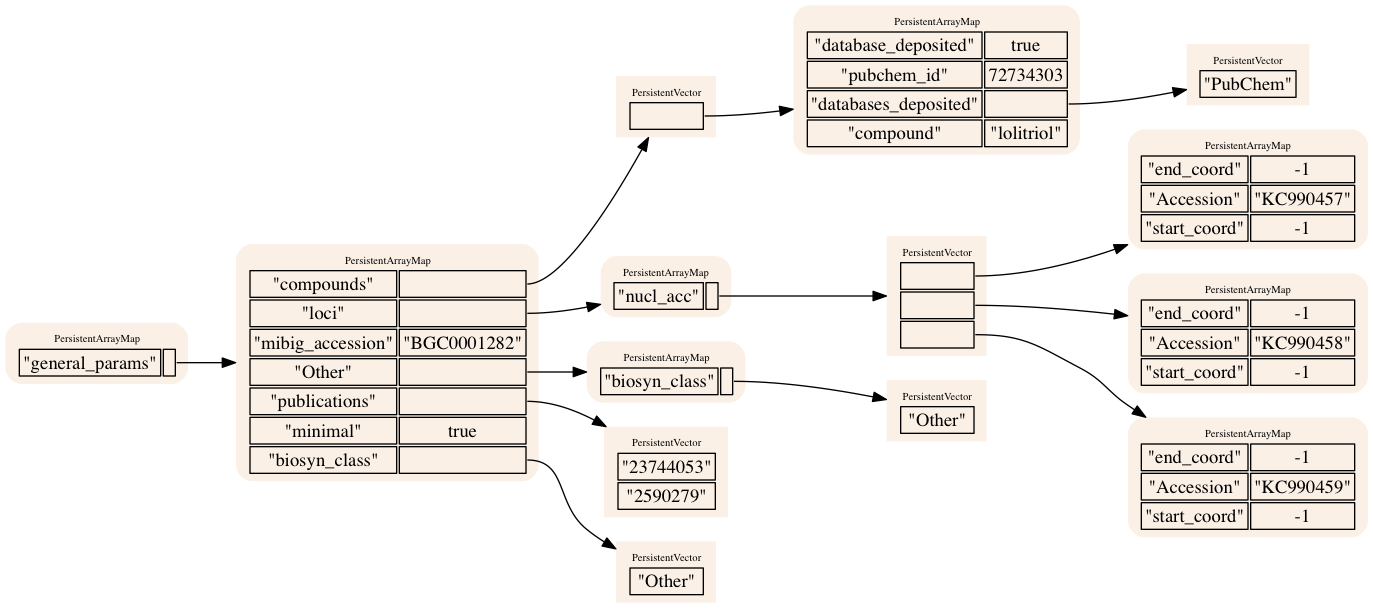 PersistentArrayMap
"general_params"
PersistentArrayMap
"compounds"
"loci"
"mibig_accession" "BGC0001282"
"Other"
"publications"
"minimal" true
"biosyn_class"
PersistentVector
PersistentArrayMap
"database_deposited" true
"pubchem_id" 72734303
"databases_deposited"
"compound" "lolitriol"
PersistentVector
"PubChem"
PersistentArrayMap
"nucl_acc"
PersistentVector
PersistentArrayMap
"end_coord" -1
"Accession" "KC990457"
"start_coord" -1
PersistentArrayMap
"end_coord" -1
"Accession" "KC990458"
"start_coord" -1
PersistentArrayMap
"end_coord" -1
"Accession" "KC990459"
"start_coord" -1
PersistentArrayMap
"biosyn_class"
PersistentVector
"Other"
PersistentVector
"23744053"
"2590279"
PersistentVector
"Other"